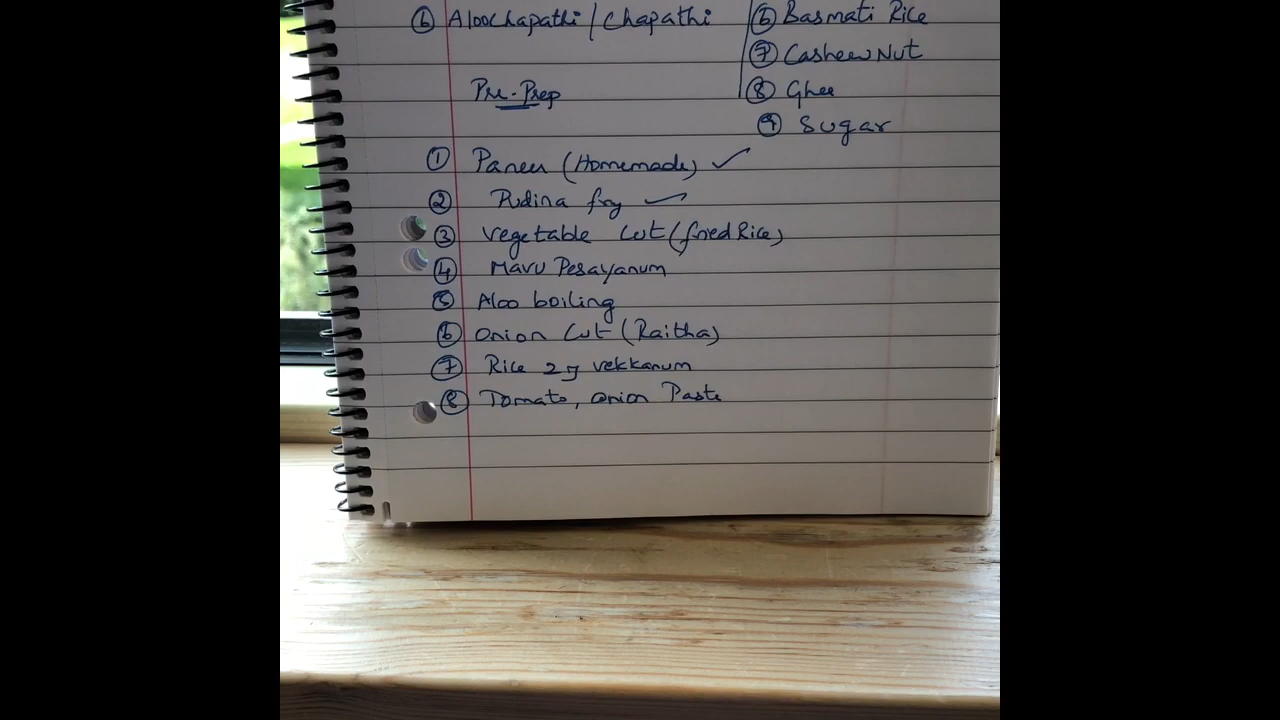 ⑥ Aloochapathi / Chapathi
⑥ Basmati Rice
⑦ Cashew Nut
⑧ Ghee
⑨ Sugar
Pre-Prep
① Paneer (Homemade) ✓
② Pudina fry ✓
③ Vegetable Cut (fried Rice)
④ Mavu Pesayanum
⑤ Aloo boiling
⑥ Onion Cut (Raitha)
⑦ Rice vekkanum
⑧ Tomato, onion Paste